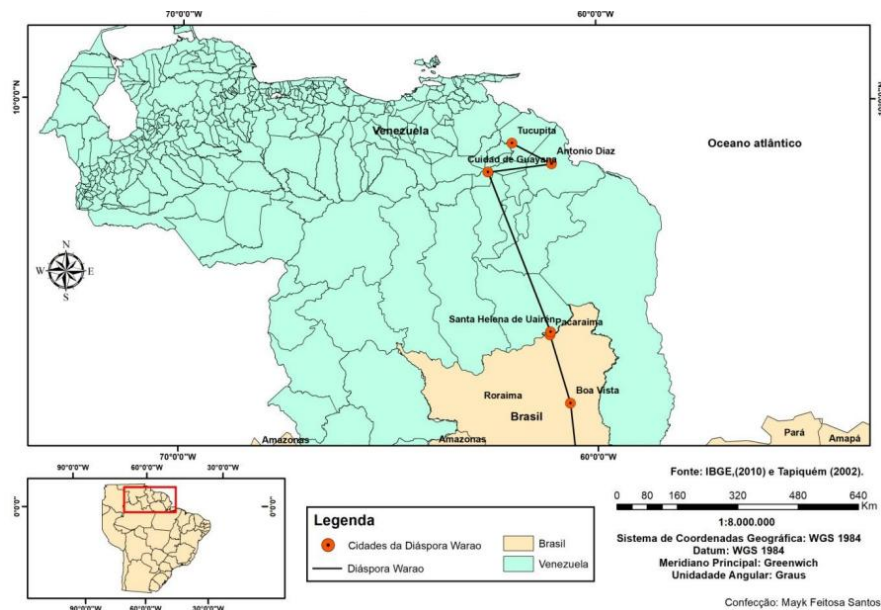 70°0'0"W
60°0'0"W
10°0'0"N
10°0'0"N
Tucupita
Venezuela
Antonio Diaz
Cuidad de Guayana
Oceano atlântico
N
W
E
S
Santa Helena de Uairén
Pacaraima
Roraima
Boa Vista
Brasil
Amazonas
Amazonas
Pará
Amapá
70°0'0"W
60°0'0"W
90°0'0"W
60°0'0"W
30°0'0"W
0°0'0"
0°0'0"
90°0'0"W
60°0'0"W
30°0'0"W
Legenda
Cidades da Diáspora Warao
Diáspora Warao
Brasil
Venezuela
Fonte: IBGE,(2010) e Tapiquém (2002).
0 80 160 320 480 640
Km
1:8.000.000
Sistema de Coordenadas Geográfica: WGS 1984
Datum: WGS 1984
Meridiano Principal: Greenwich
Unidadade Angular: Graus
Confecção: Mayk Feitosa Santos